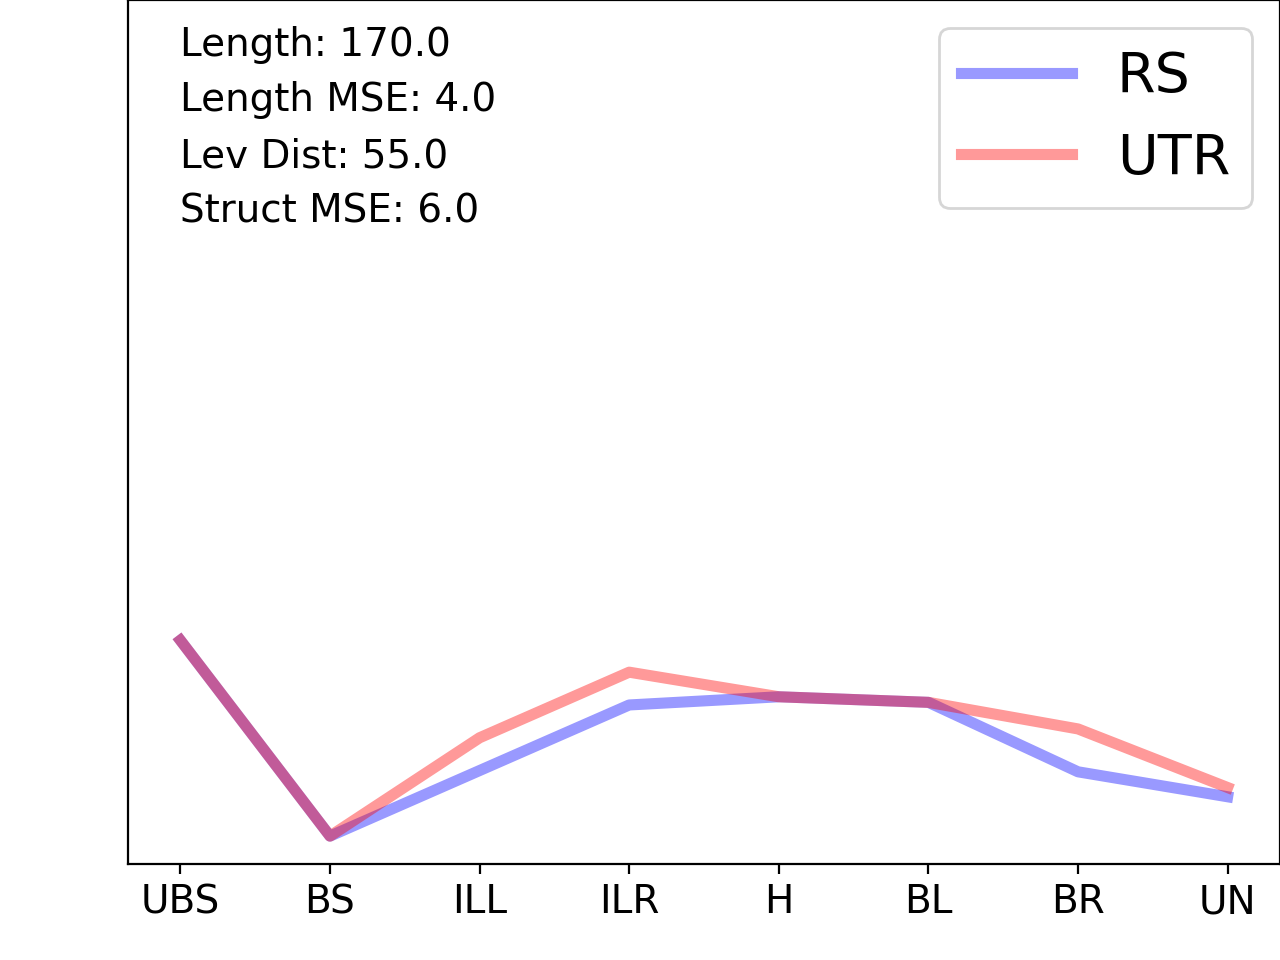 Length: 170.0
Length MSE: 4.0
Lev Dist: 55.0
Struct MSE: 6.0
RS
UTR
UBS BS ILL ILR H BL BR UN